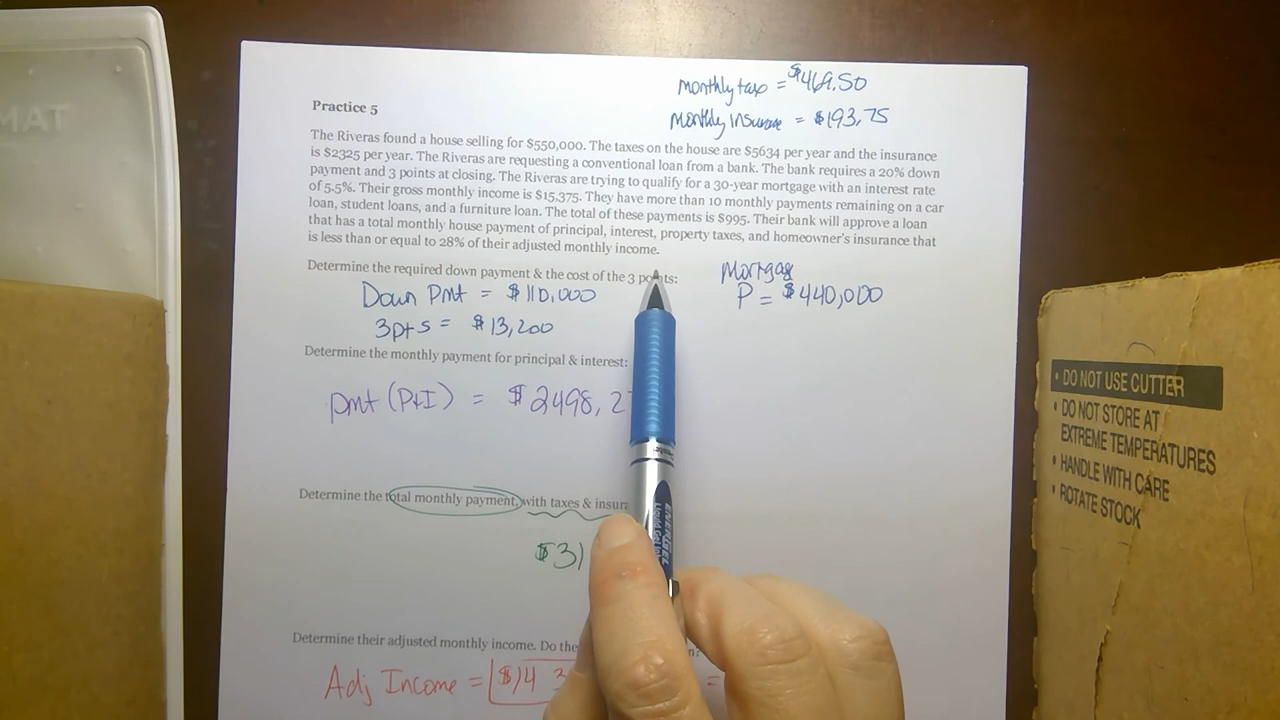 monthly tax = $469.50
monthly insurance = $193.75
Practice 5
The Riveras found a house selling for $550,000. The taxes on the house are $5634 per year and the insurance
is $2325 per year. The Riveras are requesting a conventional loan from a bank. The bank requires a 20% down
payment and 3 points at closing. The Riveras are trying to qualify for a 30-year mortgage with an interest rate
of 5.5%. Their gross monthly income is $15,375. They have more than 10 monthly payments remaining on a car
loan, student loans, and a furniture loan. The total of these payments is $995. Their bank will approve a loan
that has a total monthly house payment of principal, interest, property taxes, and homeowner's insurance that
is less than or equal to 28% of their adjusted monthly income.
Determine the required down payment & the cost of the 3 points:
Mortgag
Down Pmt = $110,000
P = $440,000
3pts = $13,200
Determine the monthly payment for principal & interest:
pmt (P+I) = $2498.2
Determine the total monthly payment, with taxes & insur
$31
Determine their adjusted monthly income. Do the
n?
Adj Income = $14 3
=
MAT
• DO NOT USE CUTTER
• DO NOT STORE AT
EXTREME TEMPERATURES
• HANDLE WITH CARE
• ROTATE STOCK
ENERGEL